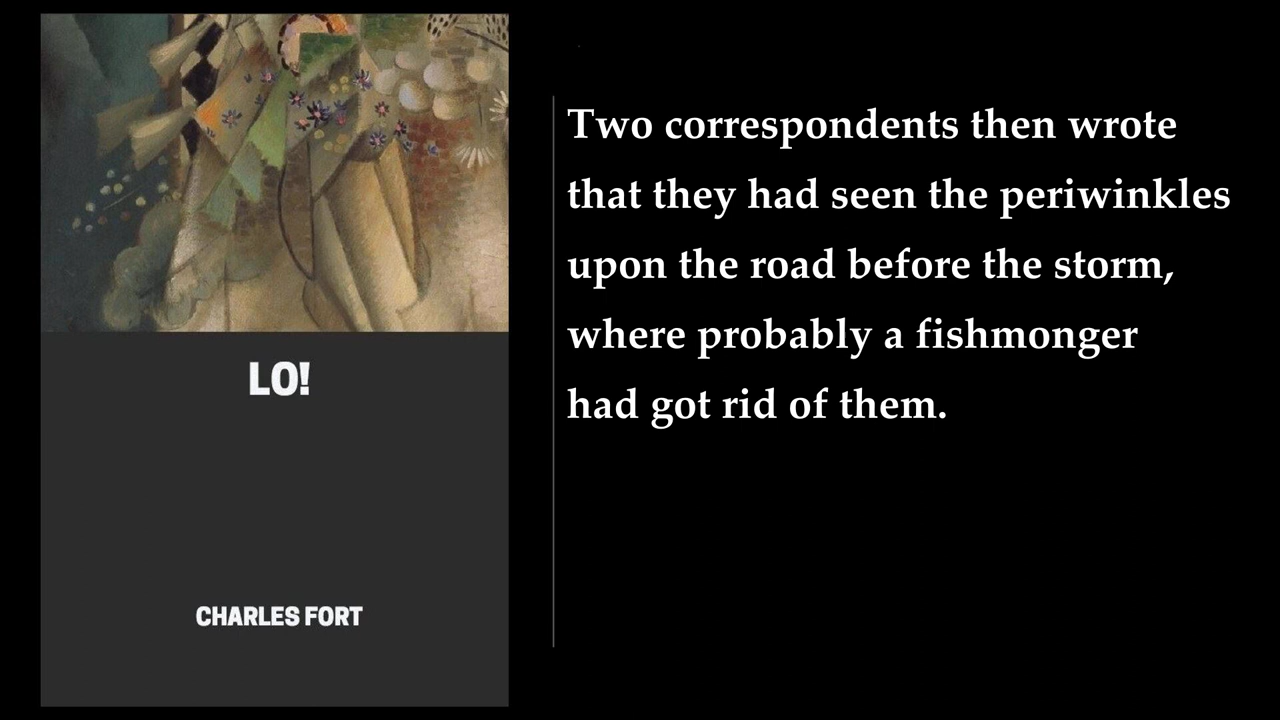 LO!
CHARLES FORT
Two correspondents then wrote
that they had seen the periwinkles
upon the road before the storm,
where probably a fishmonger
had got rid of them.